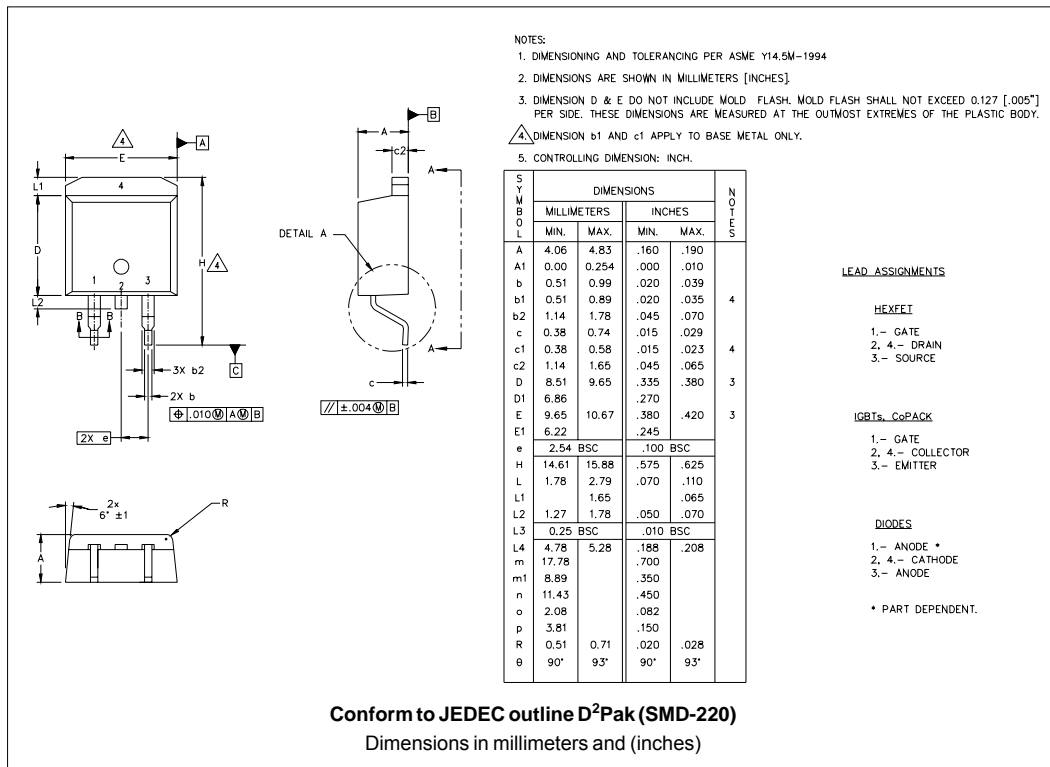 NOTES:
1. DIMENSIONING AND TOLERANCING PER ASME Y14.5M-1994
2. DIMENSIONS ARE SHOWN IN MILLIMETERS [INCHES].
3. DIMENSION D & E DO NOT INCLUDE MOLD FLASH. MOLD FLASH SHALL NOT EXCEED 0.127 [.005"]
PER SIDE. THESE DIMENSIONS ARE MEASURED AT THE OUTMOST EXTREMES OF THE PLASTIC BODY.
4. DIMENSION b1 AND c1 APPLY TO BASE METAL ONLY.
5. CONTROLLING DIMENSION: INCH.
4
A
E
L1
4
D
H 4
1 2 3
L2
B B
3X b2
C
2X b
⌖ .010 Ⓜ A Ⓜ B
2X e
B
A
c2
A
DETAIL A
A
c
// ±.004 Ⓜ B
2x
6° ±1
R
A
SYMBOL DIMENSIONS NOTES
MILLIMETERS INCHES
MIN. MAX. MIN. MAX.
A 4.06 4.83 .160 .190
A1 0.00 0.254 .000 .010
b 0.51 0.99 .020 .039
b1 0.51 0.89 .020 .035 4
b2 1.14 1.78 .045 .070
c 0.38 0.74 .015 .029
c1 0.38 0.58 .015 .023 4
c2 1.14 1.65 .045 .065
D 8.51 9.65 .335 .380 3
D1 6.86 .270
E 9.65 10.67 .380 .420 3
E1 6.22 .245
e 2.54 BSC .100 BSC
H 14.61 15.88 .575 .625
L 1.78 2.79 .070 .110
L1 1.65 .065
L2 1.27 1.78 .050 .070
L3 0.25 BSC .010 BSC
L4 4.78 5.28 .188 .208
m 17.78 .700
m1 8.89 .350
n 11.43 .450
o 2.08 .082
p 3.81 .150
R 0.51 0.71 .020 .028
θ 90° 93° 90° 93°
LEAD ASSIGNMENTS
HEXFET
1.- GATE
2, 4.- DRAIN
3.- SOURCE
IGBTs, CoPACK
1.- GATE
2, 4.- COLLECTOR
3.- EMITTER
DIODES
1.- ANODE *
2, 4.- CATHODE
3.- ANODE
* PART DEPENDENT.
Conform to JEDEC outline D²Pak (SMD-220)
Dimensions in millimeters and (inches)